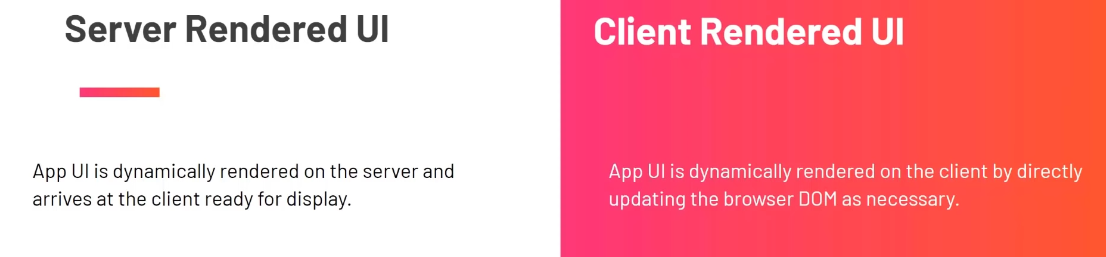 Server Rendered UI
App UI is dynamically rendered on the server and
arrives at the client ready for display.
Client Rendered UI
App UI is dynamically rendered on the client by directly
updating the browser DOM as necessary.